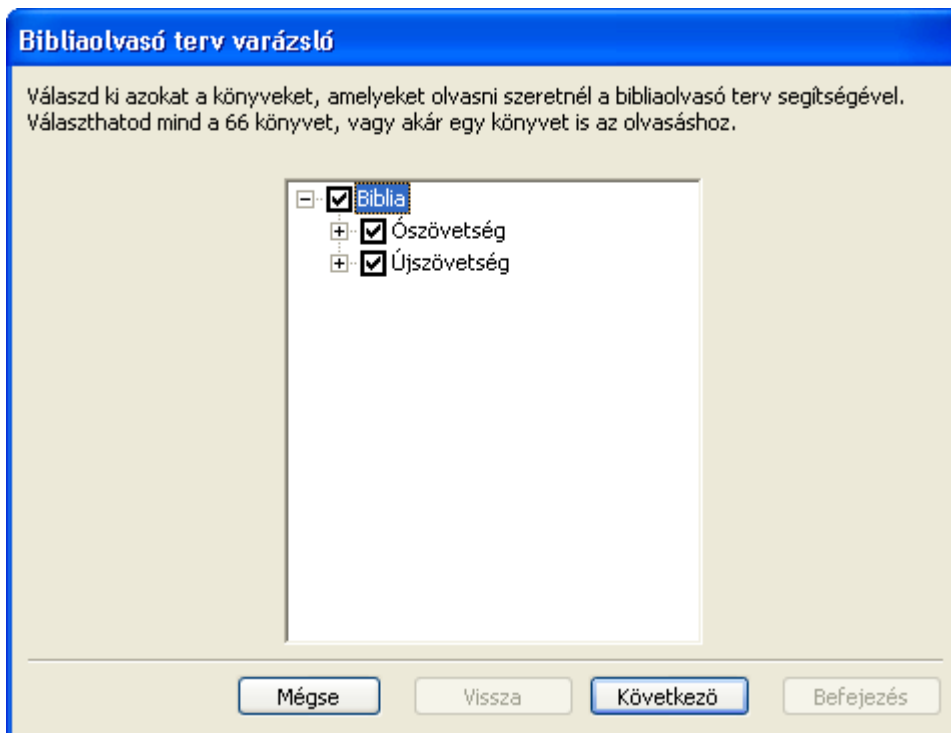 Bibliaolvasó terv varázsló
Válaszd ki azokat a könyveket, amelyeket olvasni szeretnél a bibliaolvasó terv segítségével.
Választhatod mind a 66 könyvet, vagy akár egy könyvet is az olvasáshoz.
Biblia
Ószövetség
Újszövetség
Mégse
Vissza
Következö
Befejezés